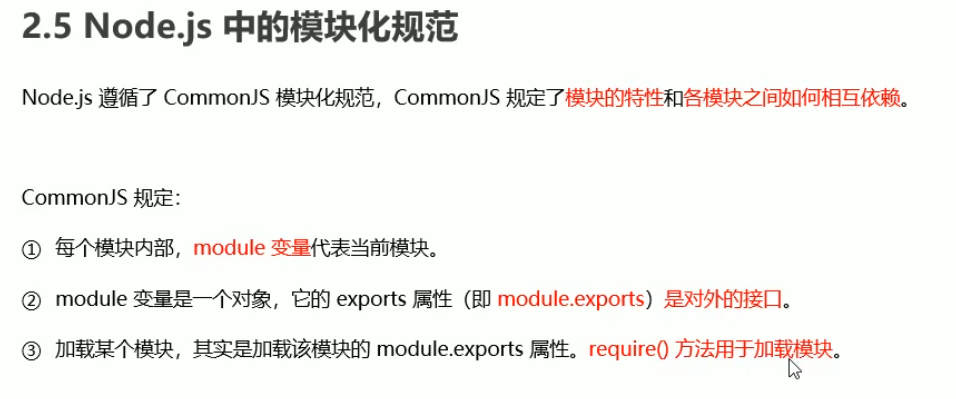 2.5 Node.js 中的模块化规范
Node.js 遵循了 CommonJS 模块化规范，CommonJS 规定了模块的特性和各模块之间如何相互依赖。
CommonJS 规定：
① 每个模块内部，module 变量代表当前模块。
② module 变量是一个对象，它的 exports 属性（即 module.exports）是对外的接口。
③ 加载某个模块，其实是加载该模块的 module.exports 属性。require() 方法用于加载模块。